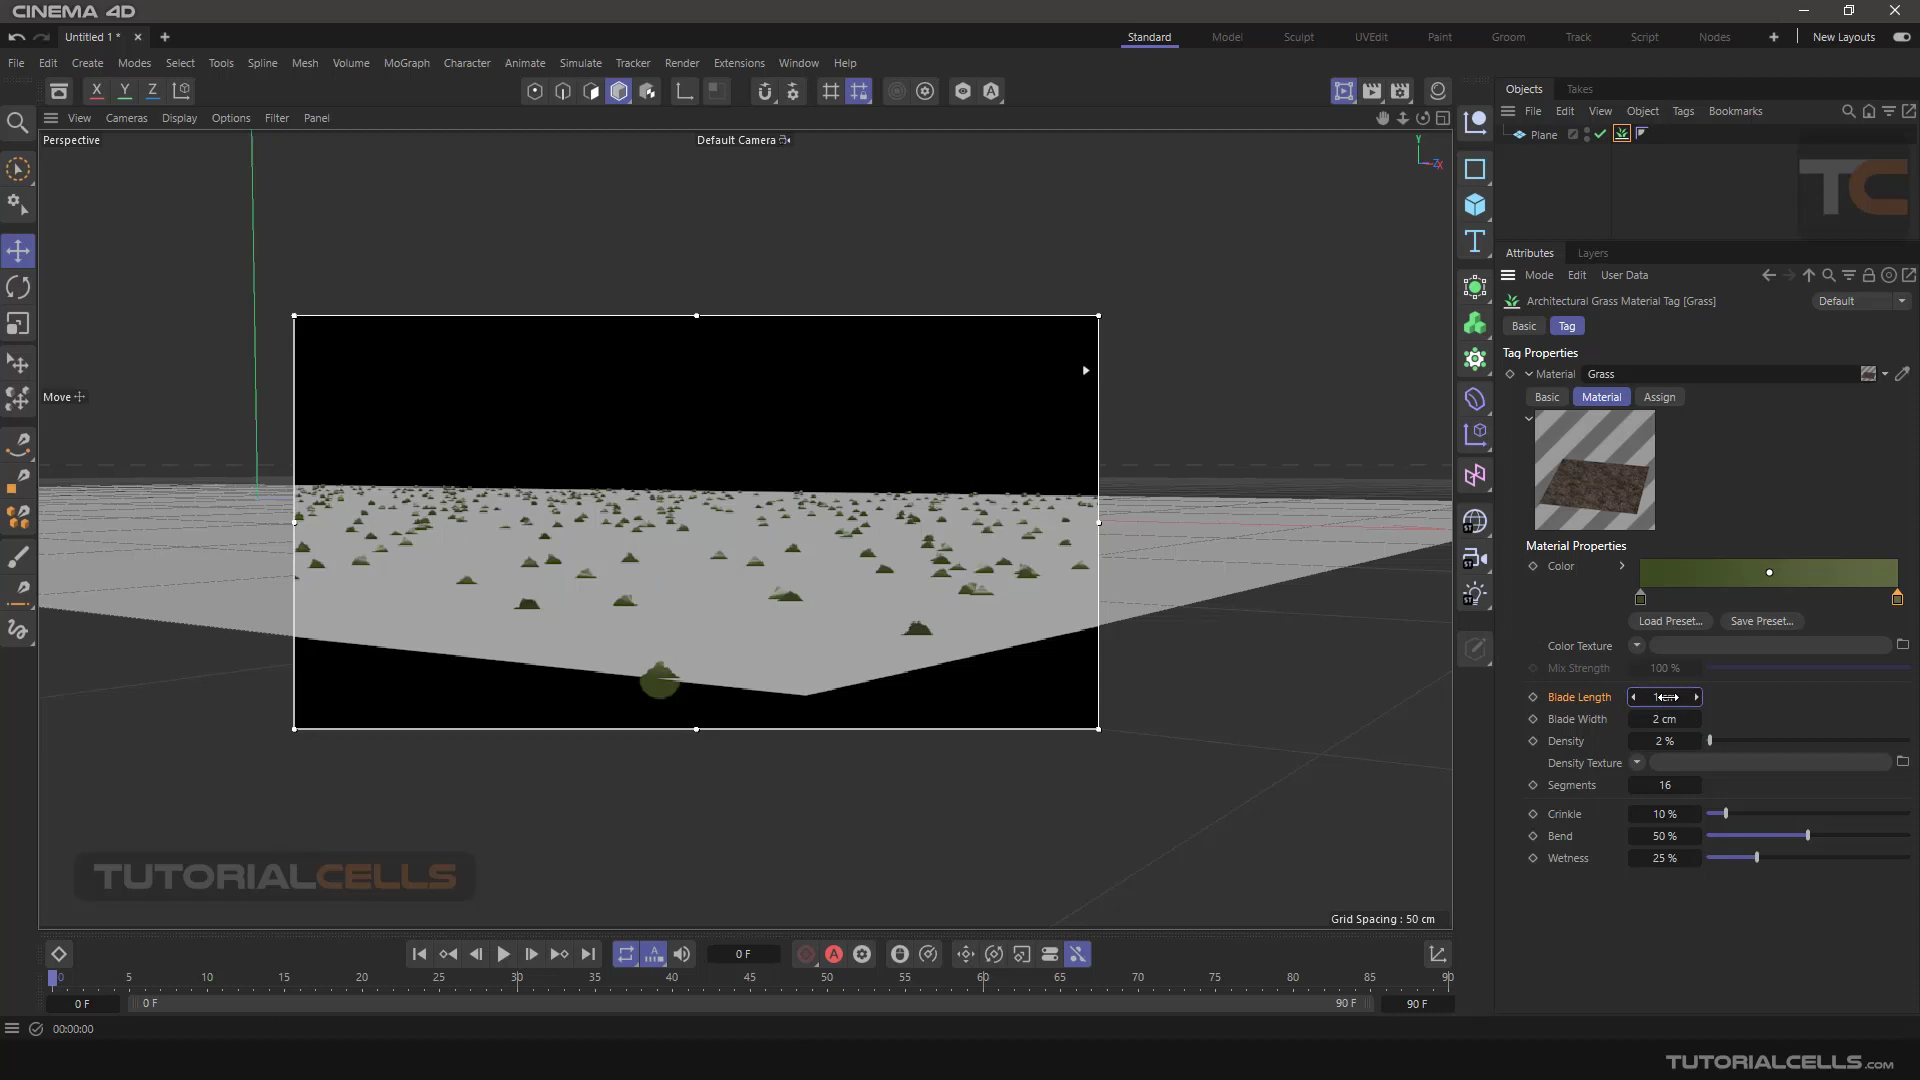 CINEMA 4D
Untitled 1 *
Standard Model Sculpt UVEdit Paint Groom Track Script Nodes New Layouts
File Edit Create Modes Select Tools Spline Mesh Volume MoGraph Character Animate Simulate Tracker Render Extensions Window Help
X Y Z
View Cameras Display Options Filter Panel
Perspective
Default Camera
Y
Move
Grid Spacing : 50 cm
TUTORIALCELLS
Objects Takes
File Edit View Object Tags Bookmarks
Plane
TC
Attributes Layers
Mode Edit User Data
Architectural Grass Material Tag [Grass]
Default
Basic Tag
Tag Properties
Material Grass
Basic Material Assign
Material Properties
Color
Load Preset... Save Preset...
Color Texture
Mix Strength 100 %
Blade Length
Blade Width 2 cm
Density 2 %
Density Texture
Segments 16
Crinkle 10 %
Bend 50 %
Wetness 25 %
0 F
0 5 10 15 20 25 30 35 40 45 50 55 60 65 70 75 80 85 90
0 F 0 F 90 F 90 F
00:00:00
TUTORIALCELLS.COM